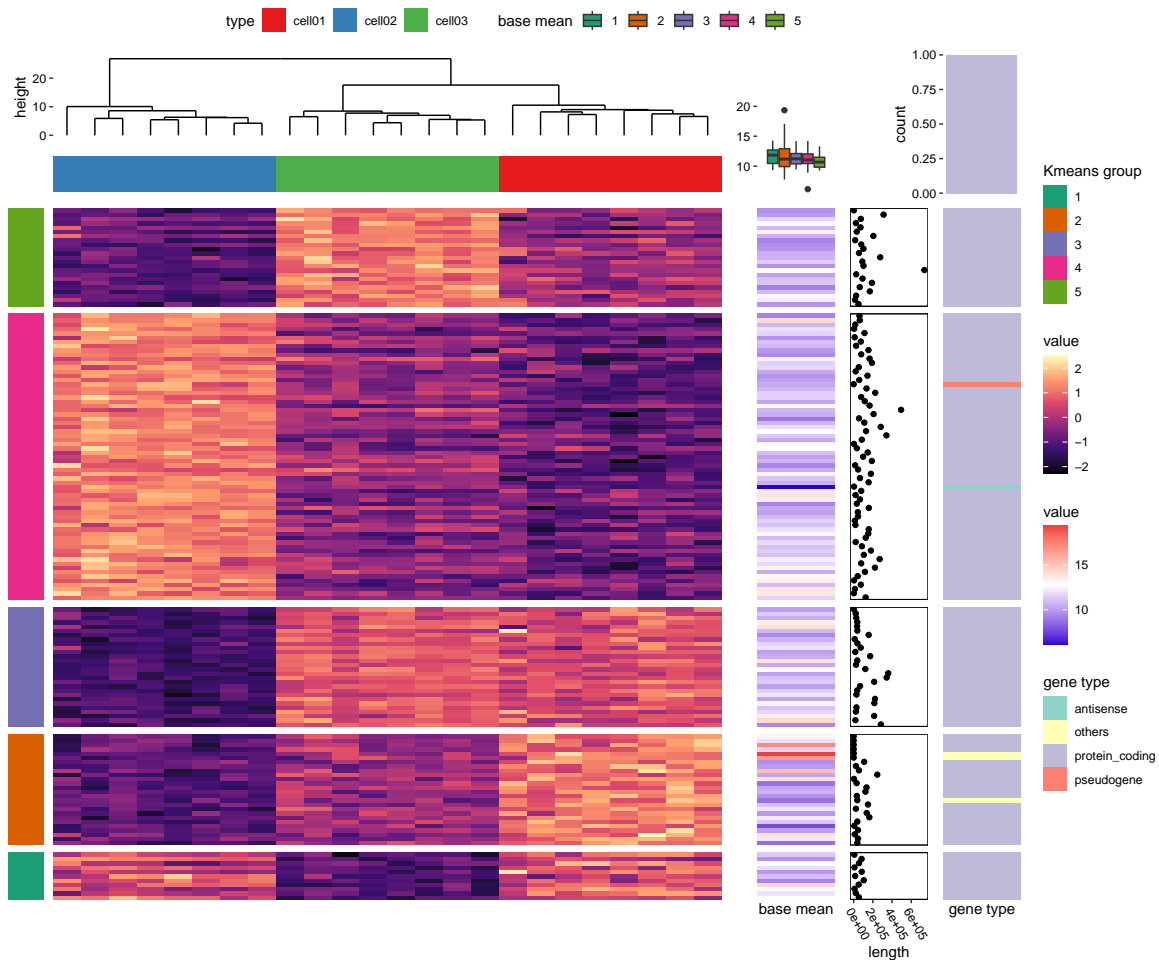 type cell01 cell02 cell03 base mean 1 2 3 4 5
height
20
10
0
20
15
10
count
1.00
0.75
0.50
0.25
0.00
Kmeans group
1
2
3
4
5
value
2
1
0
−1
−2
value
15
10
gene type
antisense
others
protein_coding
pseudogene
base mean
0e+00
2e+05
4e+05
6e+05
length
gene type